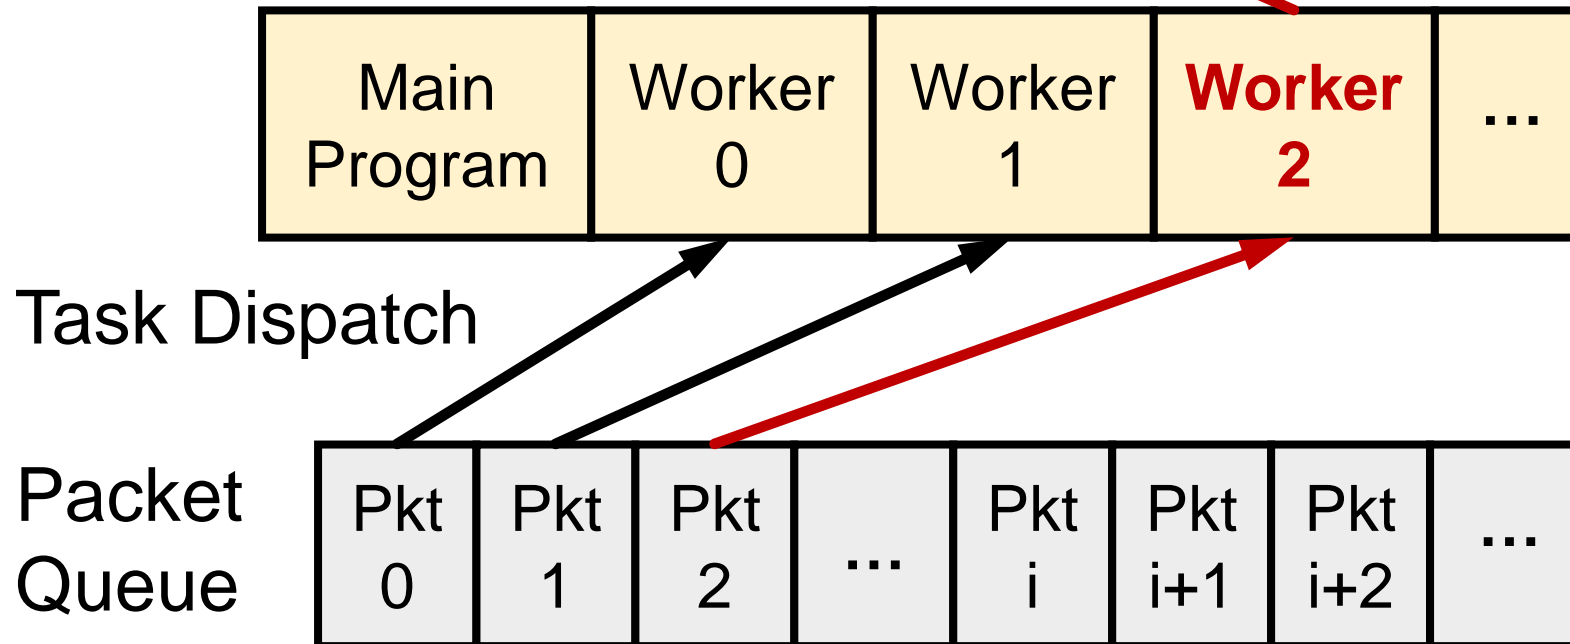 Main Program
Worker 0
Worker 1
Worker 2
...
Task Dispatch
Packet Queue
Pkt 0
Pkt 1
Pkt 2
...
Pkt i
Pkt i+1
Pkt i+2
...